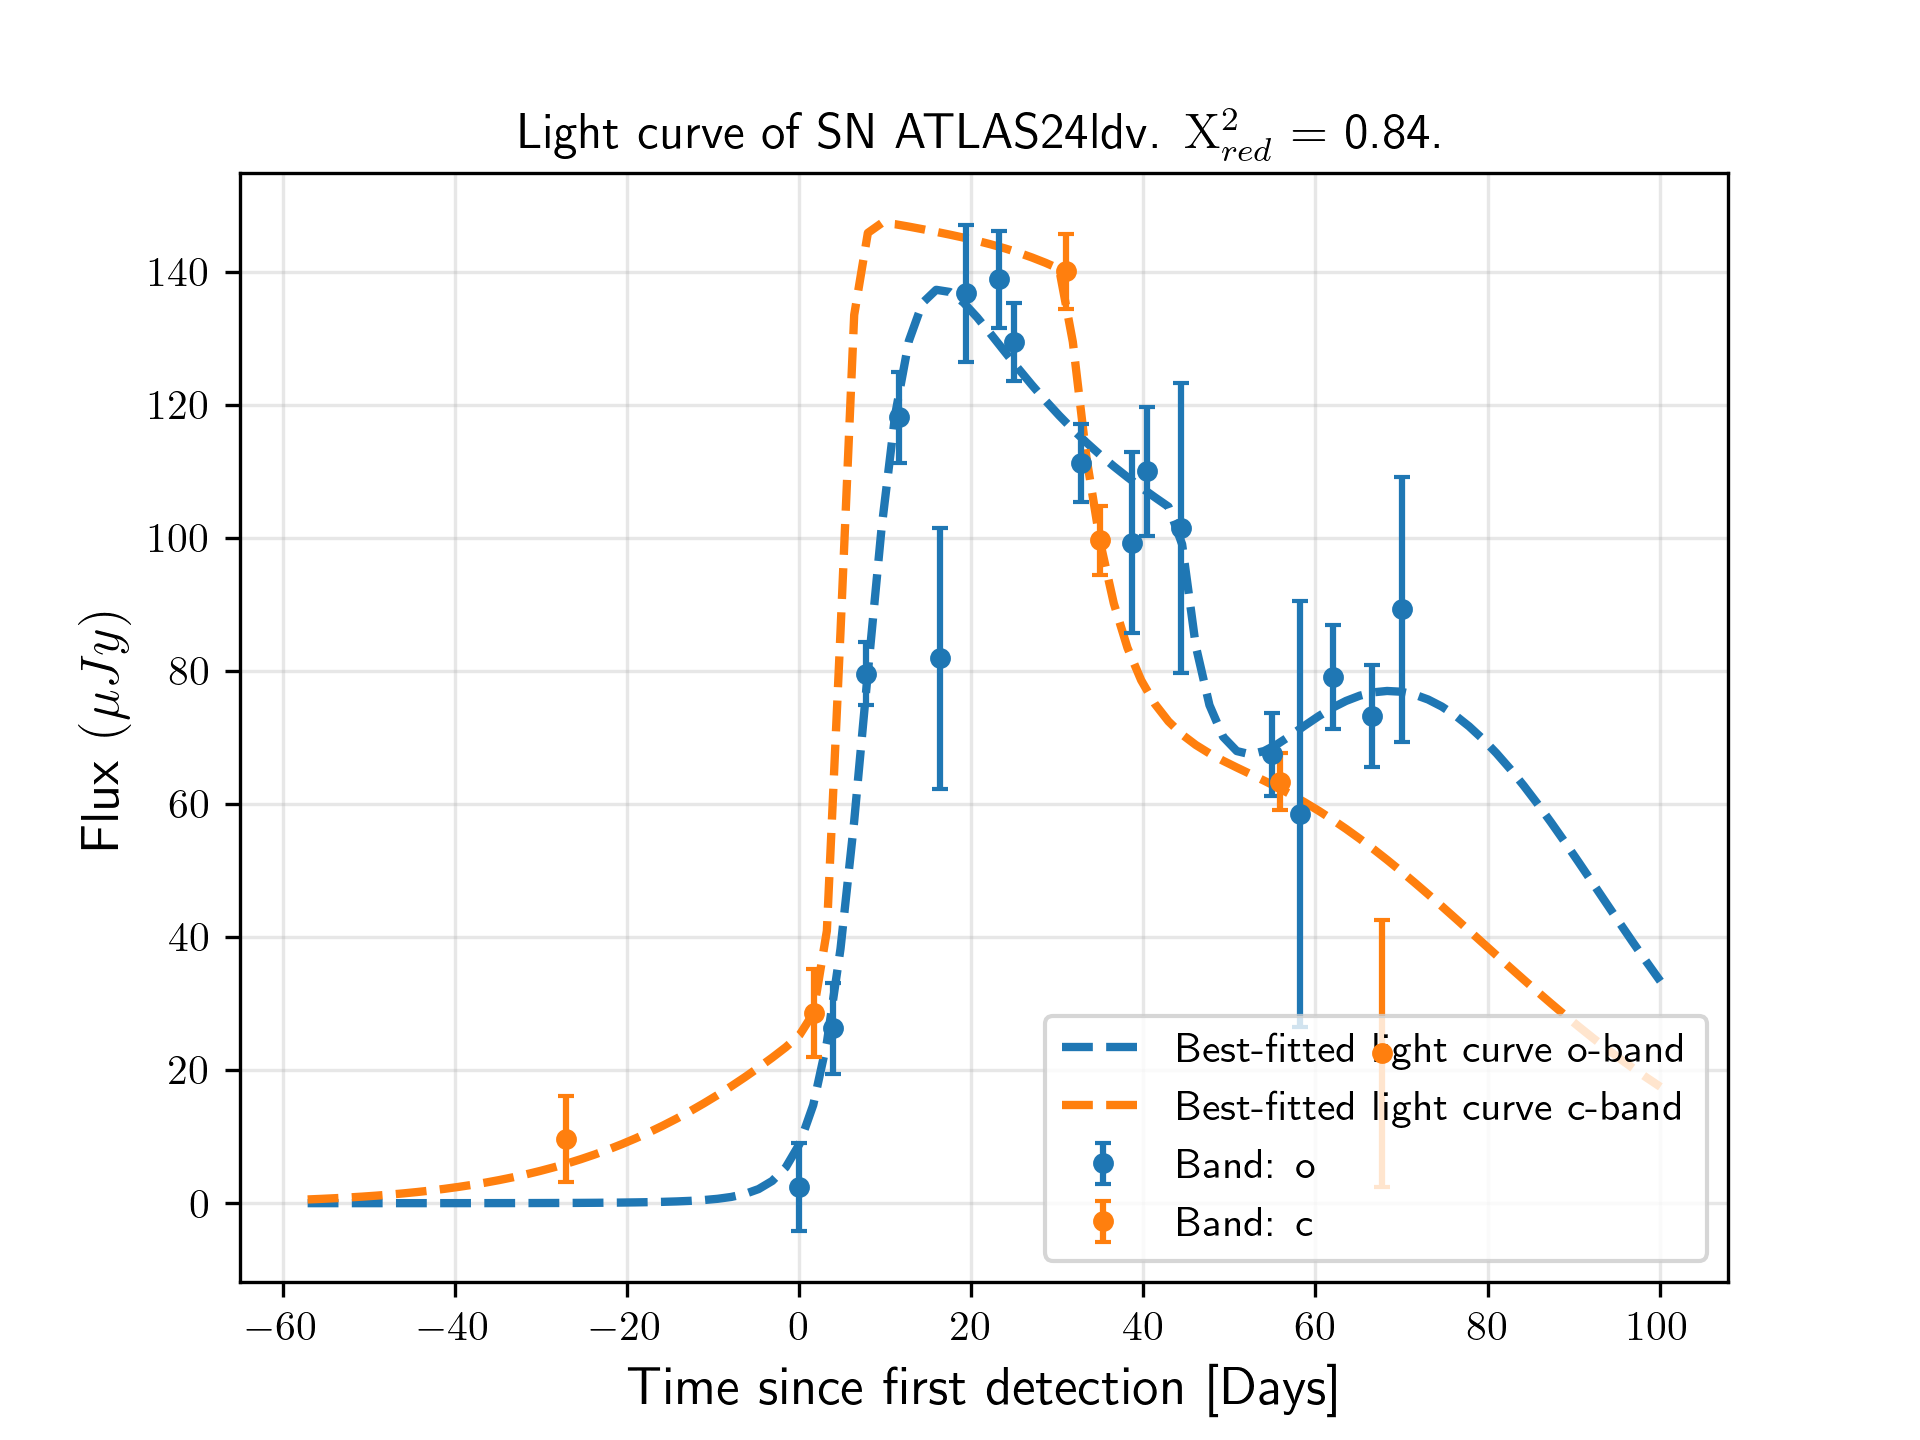 Light curve of SN ATLAS24ldv. X²_red = 0.84.
Flux (μJy)
140
120
100
80
60
40
20
0
−60 −40 −20 0 20 40 60 80 100
Time since first detection [Days]
Best-fitted light curve o-band
Best-fitted light curve c-band
Band: o
Band: c